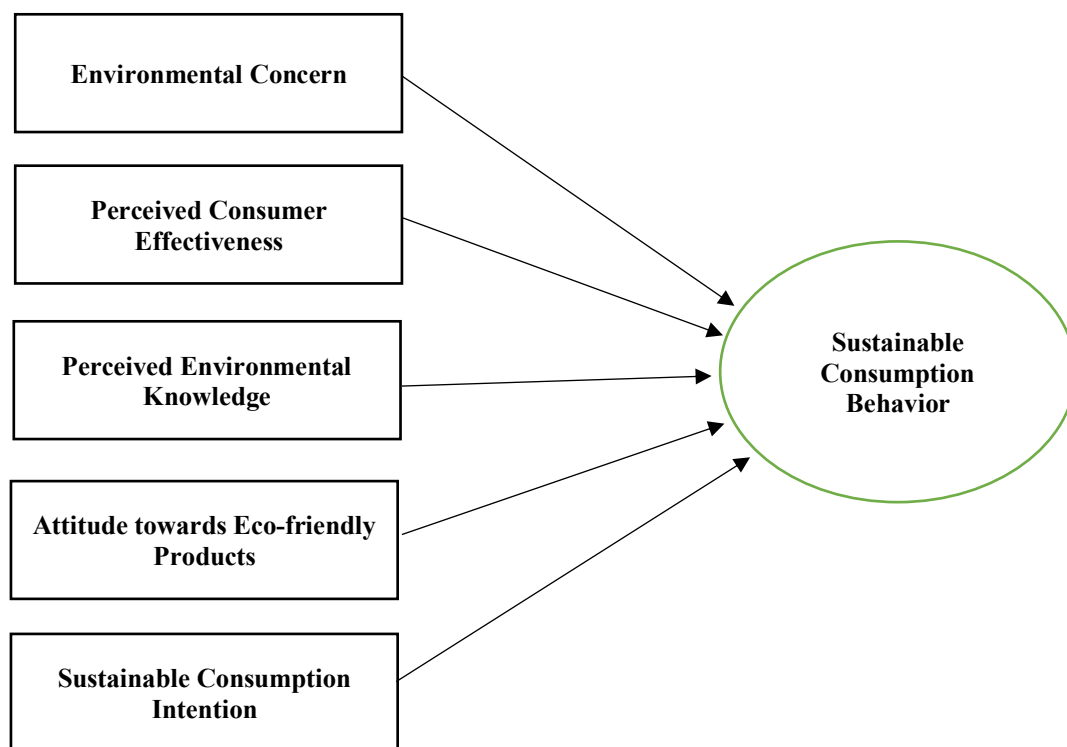 Environmental Concern
Perceived Consumer
Effectiveness
Perceived Environmental
Knowledge
Attitude towards Eco-friendly
Products
Sustainable Consumption
Intention
Sustainable
Consumption
Behavior